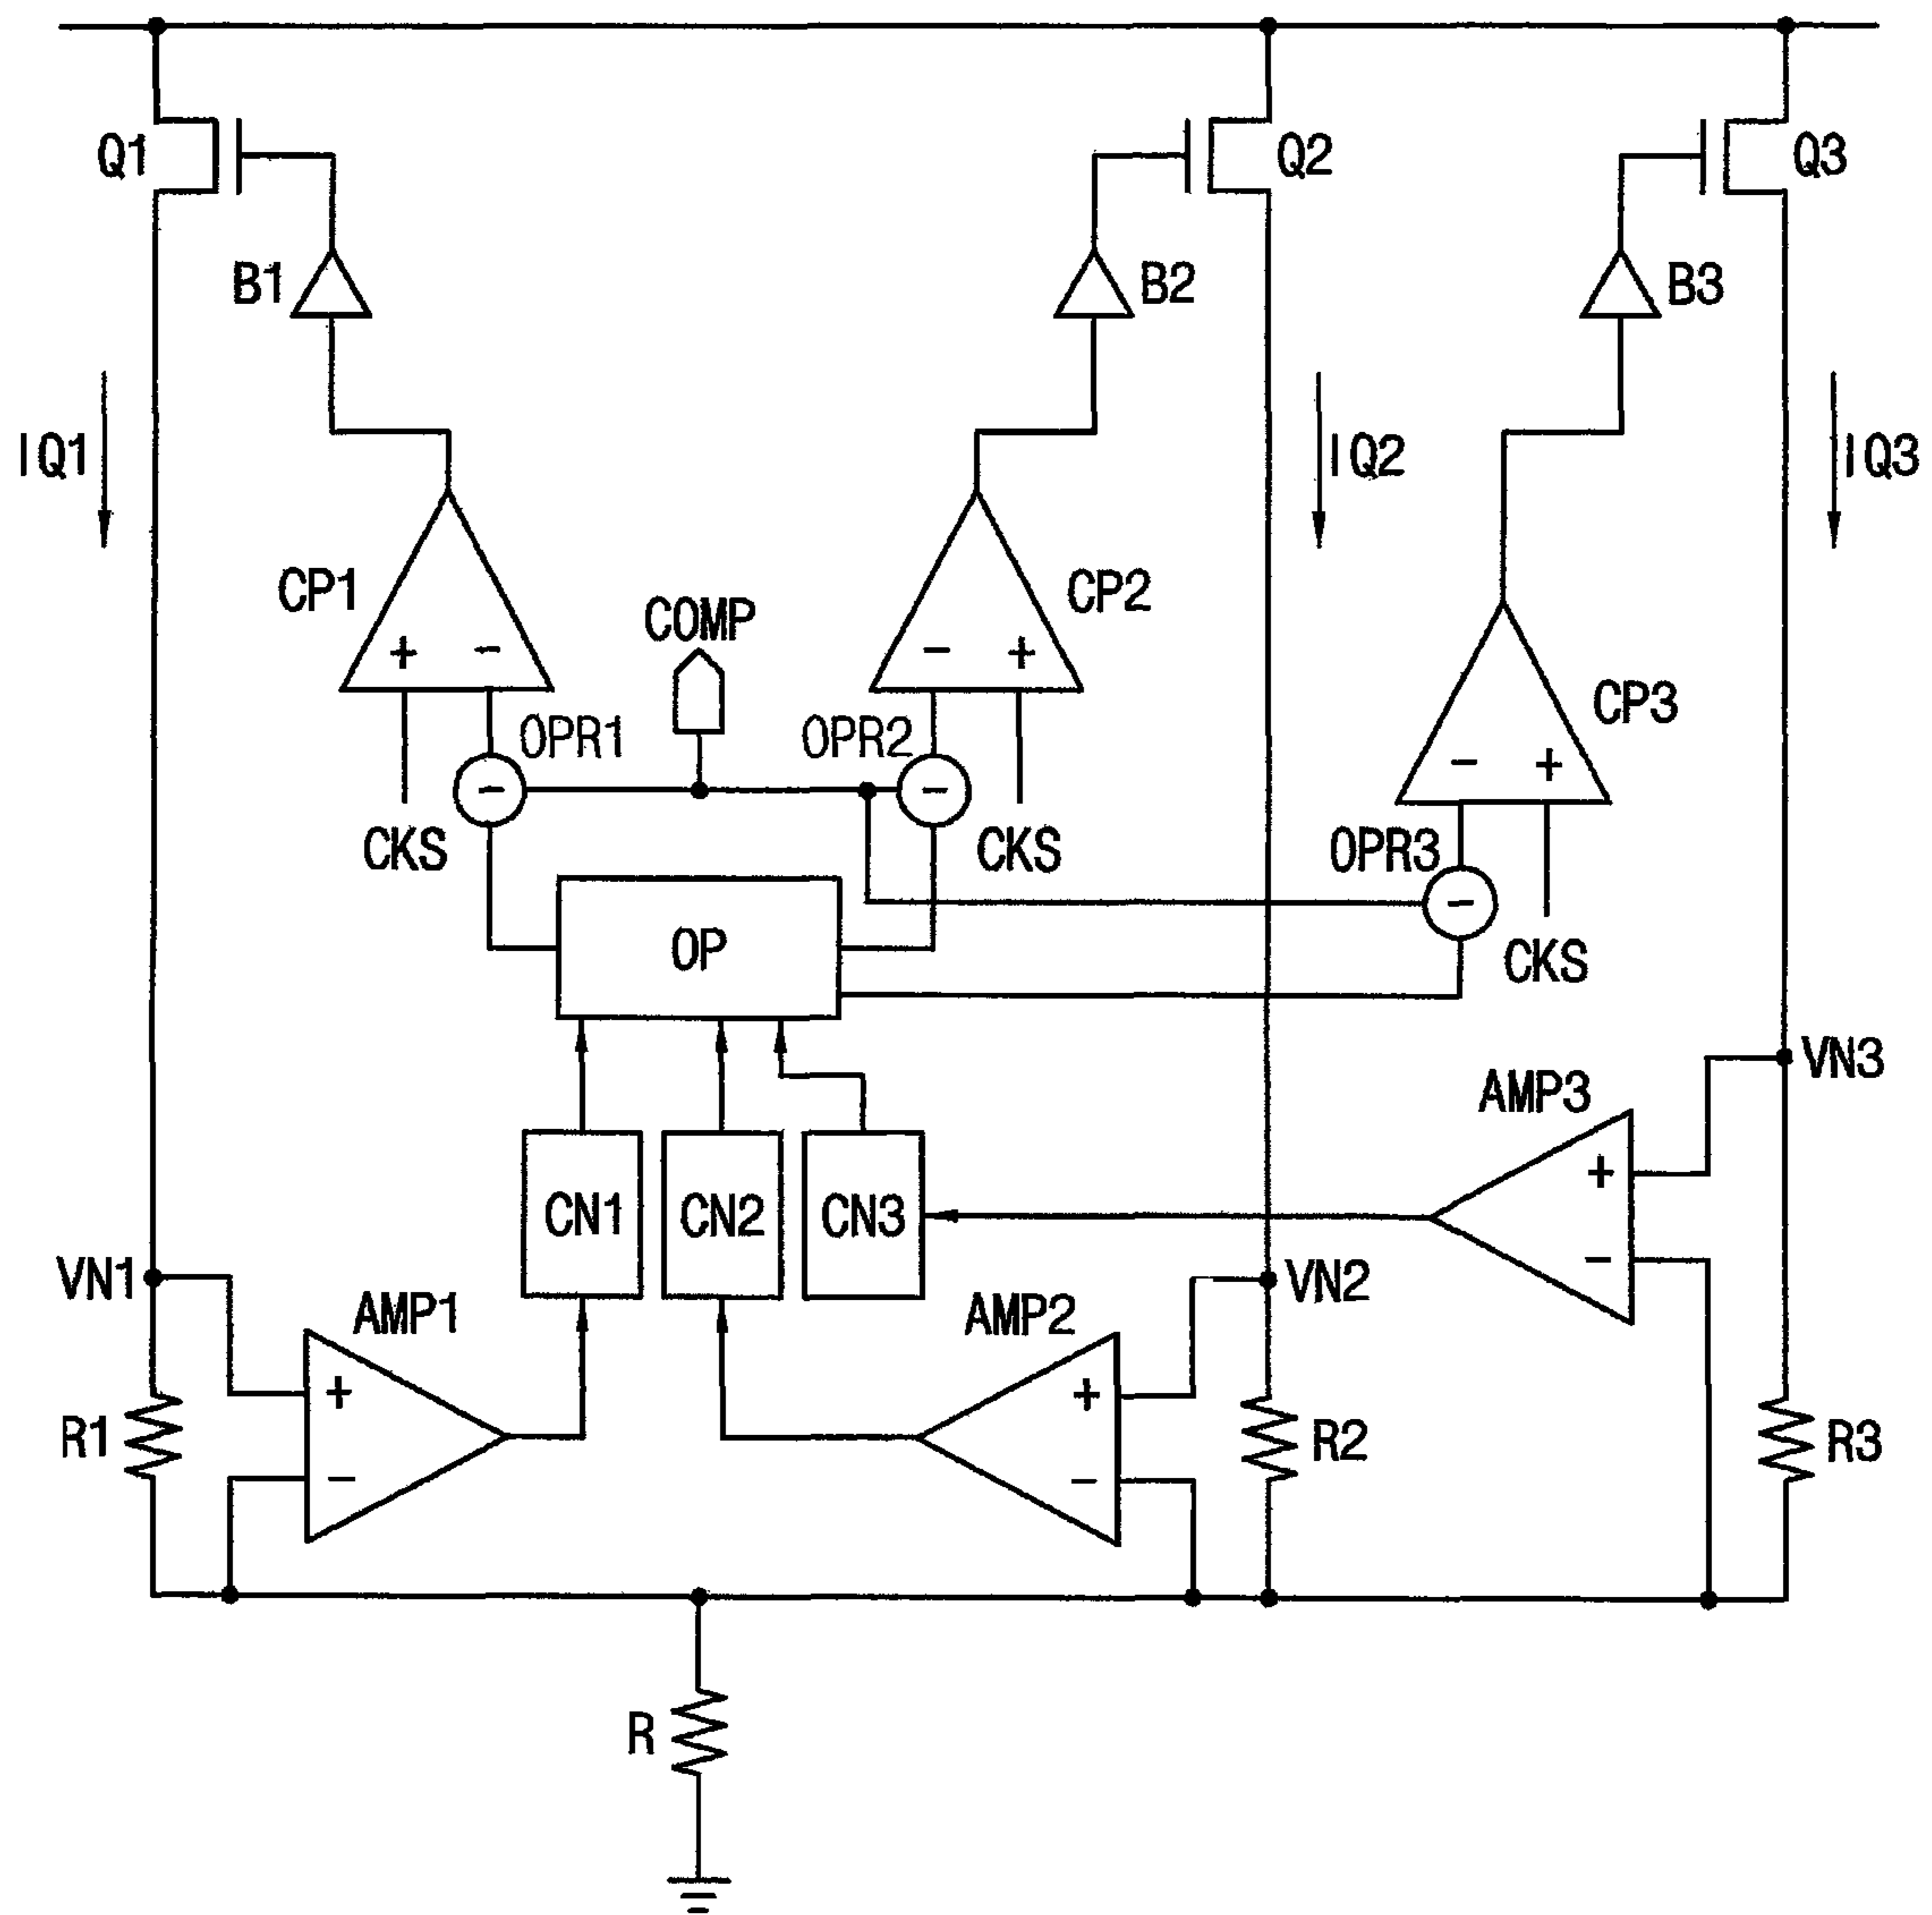 Q1
Q2
Q3
B1
B2
B3
IQ1
IQ2
IQ3
CP1
COMP
CP2
CP3
+
-
-
+
-
+
OPR1
OPR2
OPR3
-
-
-
CKS
CKS
CKS
OP
VN3
AMP3
CN1
CN2
CN3
+
-
VN1
VN2
AMP1
AMP2
+
-
+
-
R1
R2
R3
R